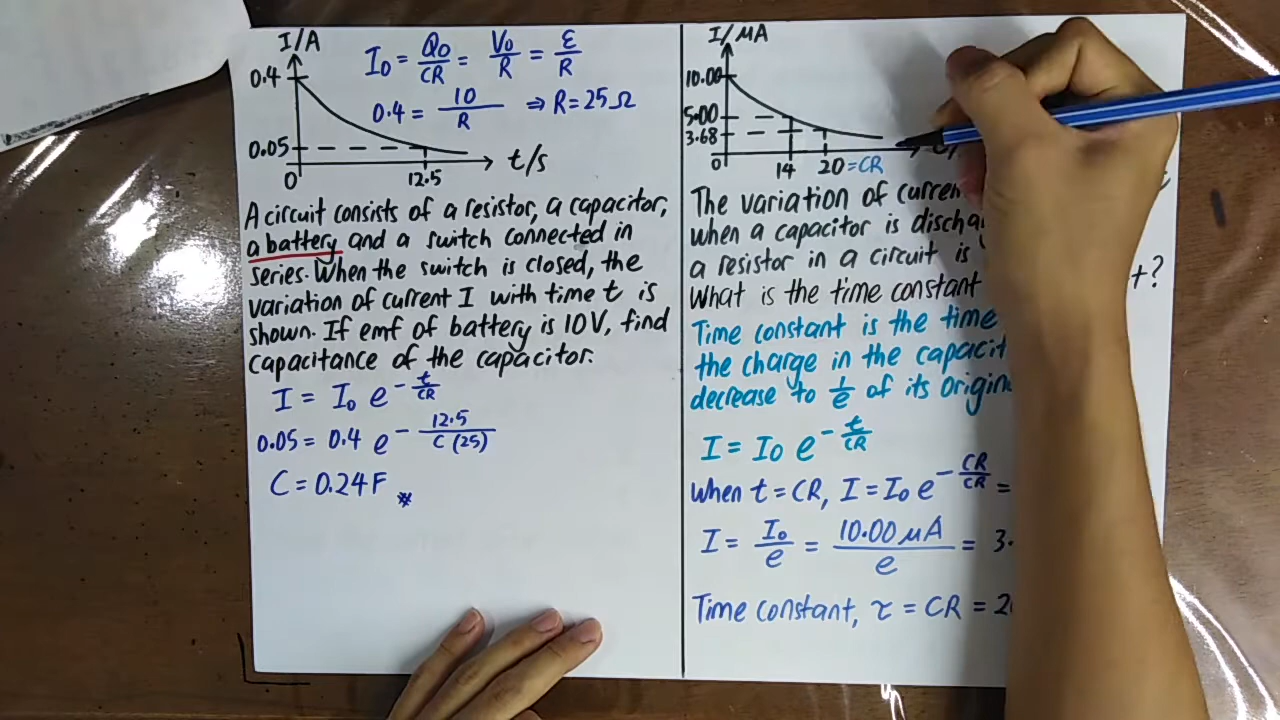 I/A
0.4
0.05
0
12.5
t/s
I₀ = Q₀/CR = V₀/R = ε/R
0.4 = 10/R ⇒ R = 25 Ω
A circuit consists of a resistor, a capacitor,
a battery and a switch connected in
series. When the switch is closed, the
variation of current I with time t is
shown. If emf of battery is 10V, find
capacitance of the capacitor.
I = I₀ e^(-t/CR)
0.05 = 0.4 e^(-12.5/C(25))
C = 0.24F *
I/μA
10.00
5.00
3.68
0
14
20 = CR
The variation of current
when a capacitor is
a resistor in a circuit is
What is the time constant t?
Time constant is the time
the charge in the
decrease to 1/e of its
I = I₀ e^(-t/CR)
When t = CR, I = I₀ e^(-CR/CR) =
I = I₀/e = 10.00 μA/e = 3.
Time constant, τ = CR = 2